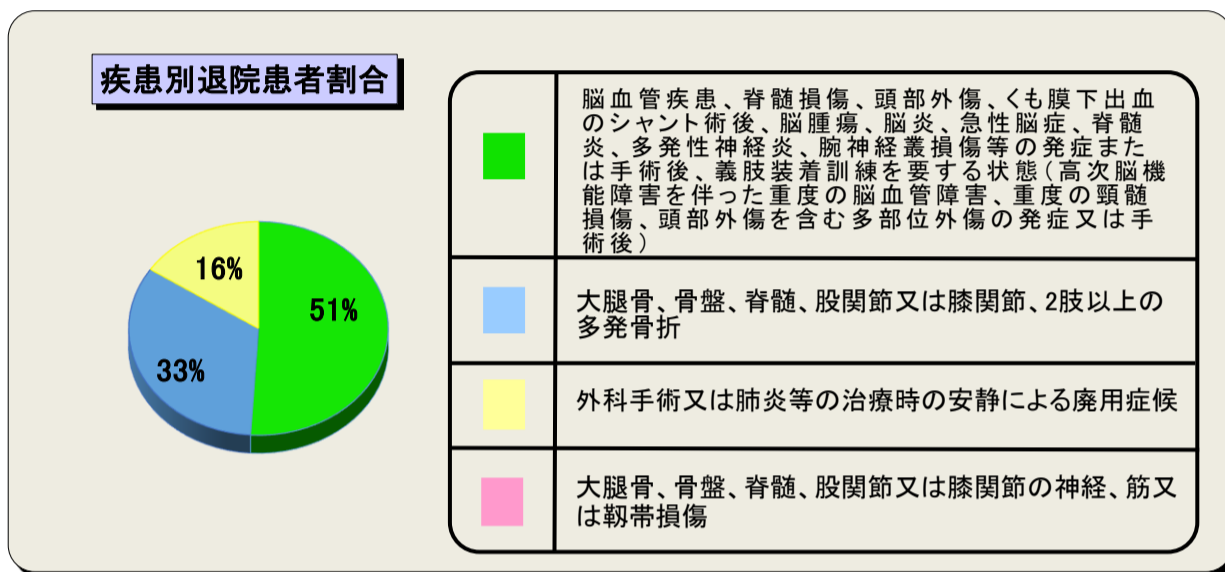 疾患別退院患者割合
16%
51%
33%
脳血管疾患、脊髄損傷、頭部外傷、くも膜下出血
のシャント術後、脳腫瘍、脳炎、急性脳症、脊髄
炎、多発性神経炎、腕神経叢損傷等の発症また
は手術後、義肢装着訓練を要する状態(高次脳機
能障害を伴った重度の脳血管障害、重度の頸髄
損傷、頭部外傷を含む多部位外傷の発症又は手
術後)
大腿骨、骨盤、脊髄、股関節又は膝関節、2肢以上の
多発骨折
外科手術又は肺炎等の治療時の安静による廃用症候
大腿骨、骨盤、脊髄、股関節又は膝関節の神経、筋又
は靱帯損傷